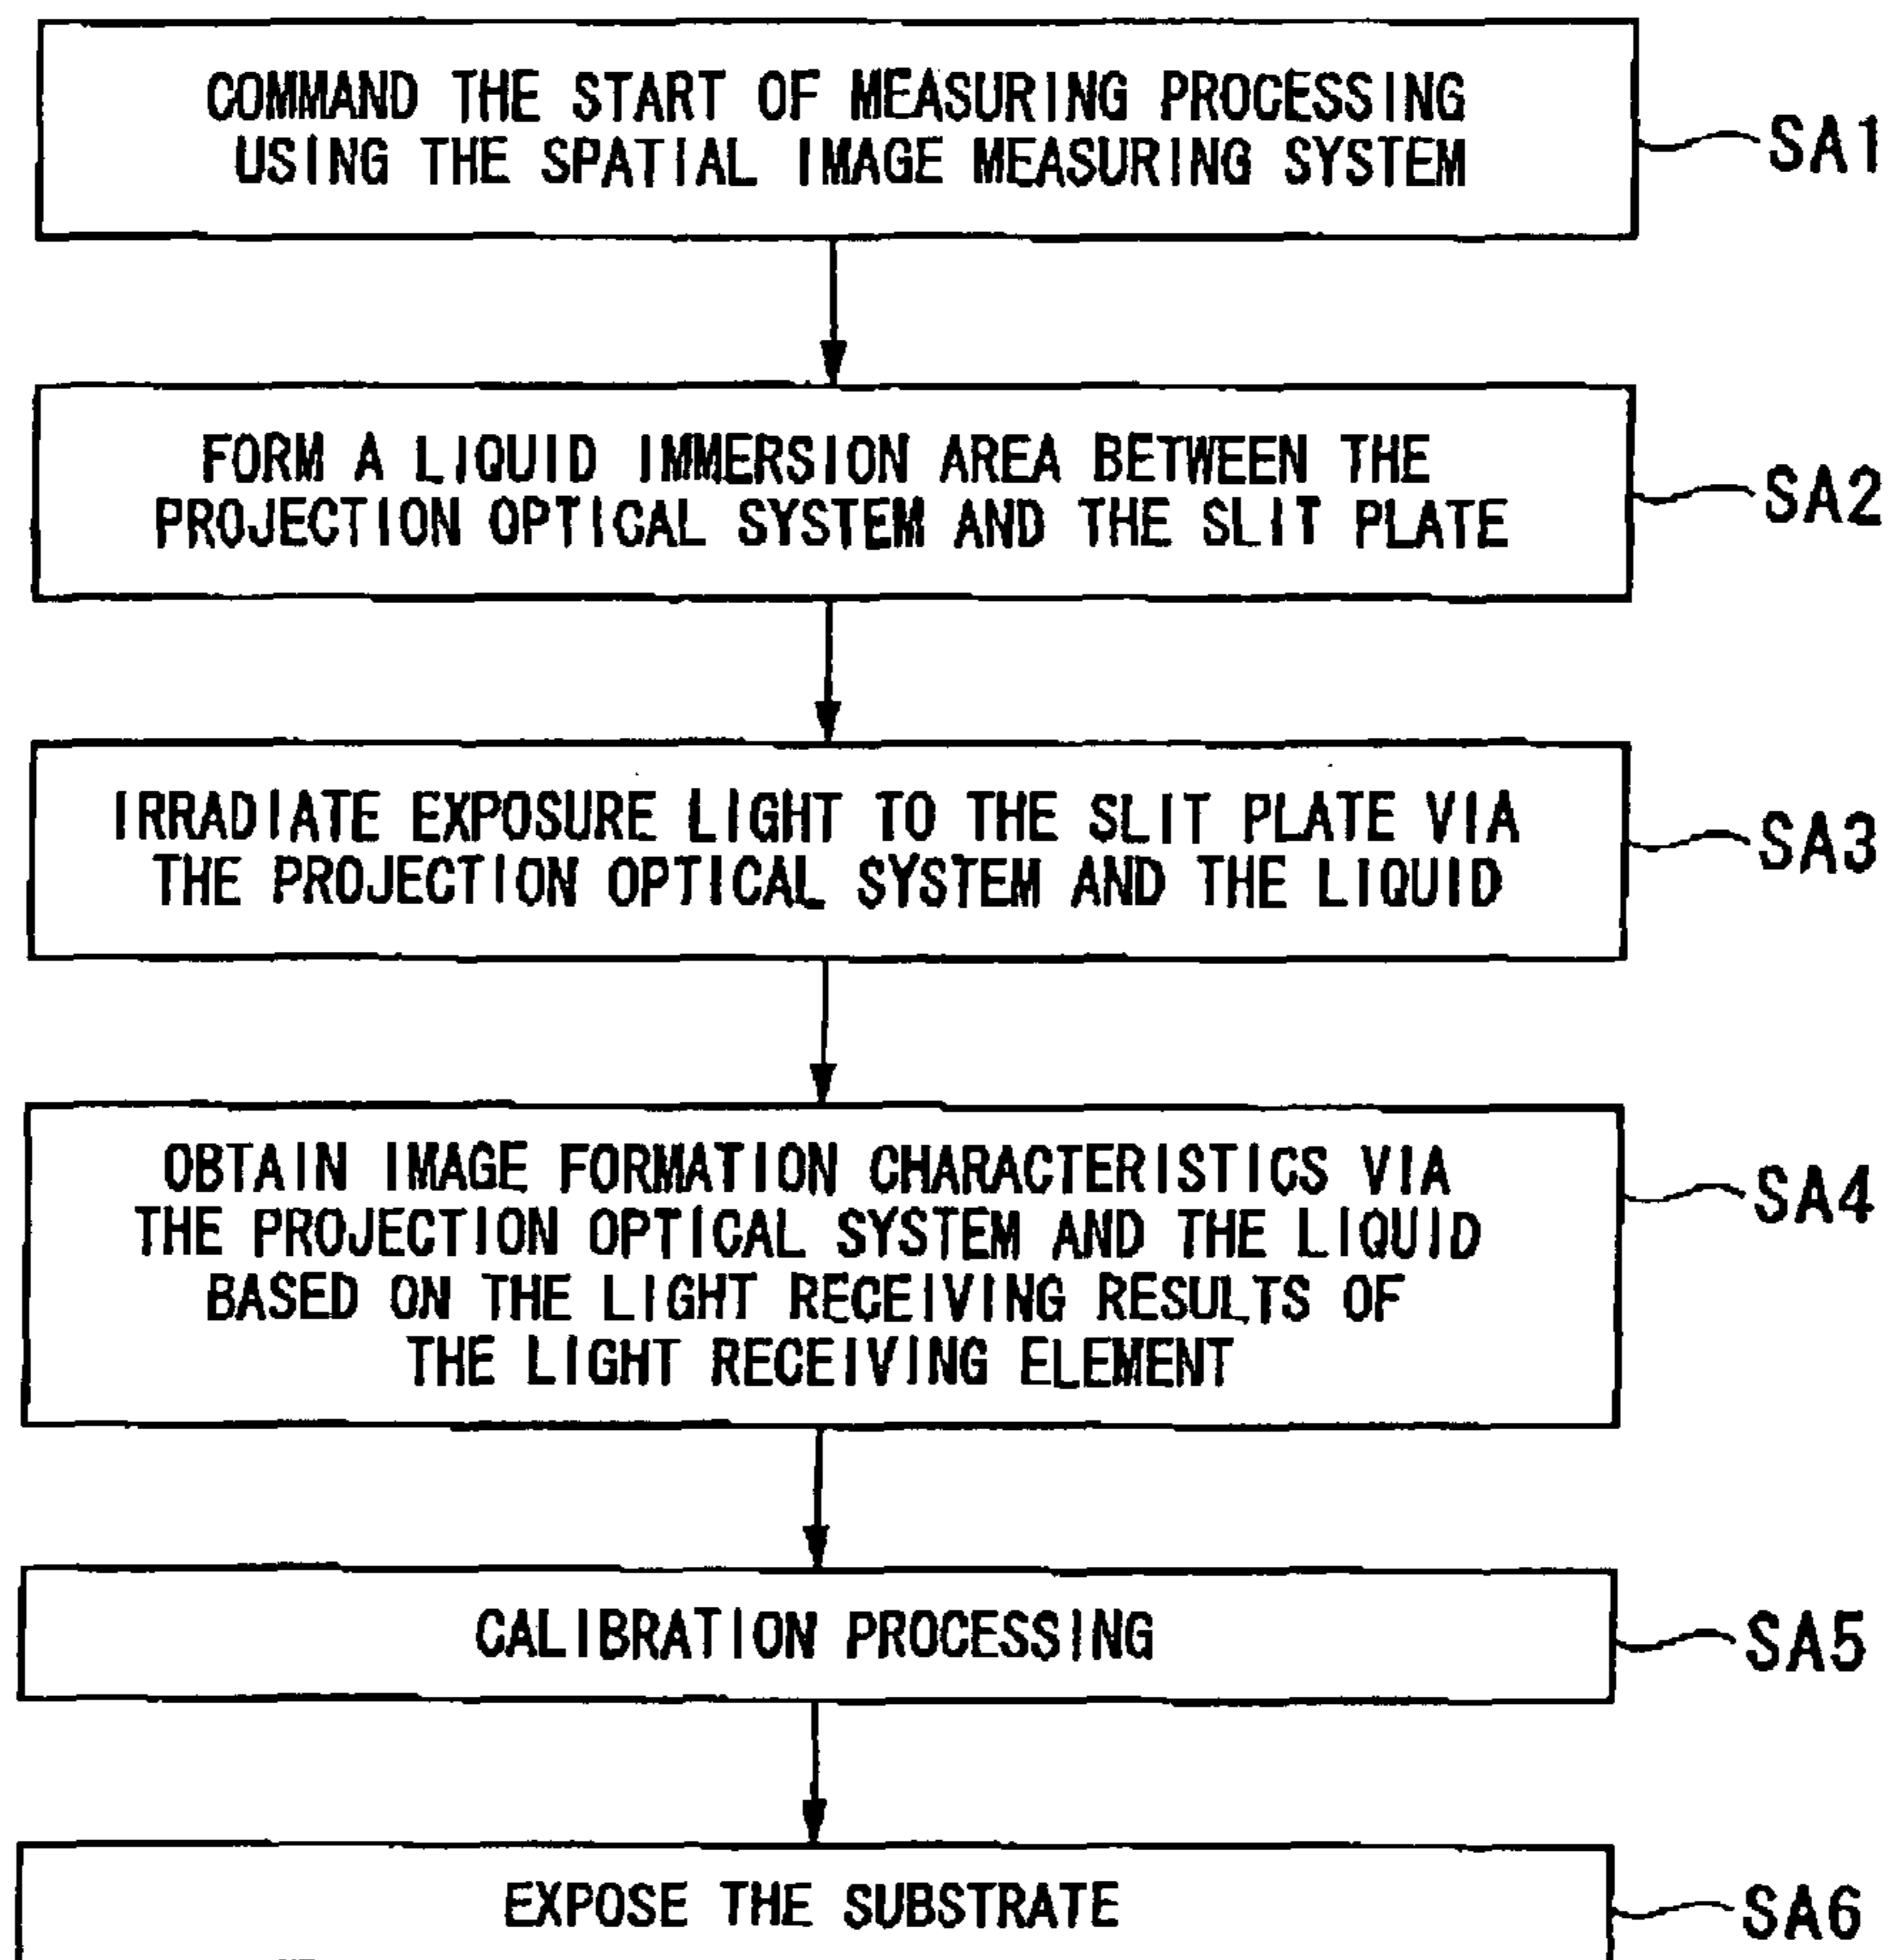 COMMAND THE START OF MEASURING PROCESSING
USING THE SPATIAL IMAGE MEASURING SYSTEM
SA1
FORM A LIQUID IMMERSION AREA BETWEEN THE
PROJECTION OPTICAL SYSTEM AND THE SLIT PLATE
SA2
IRRADIATE EXPOSURE LIGHT TO THE SLIT PLATE VIA
THE PROJECTION OPTICAL SYSTEM AND THE LIQUID
SA3
OBTAIN IMAGE FORMATION CHARACTERISTICS VIA
THE PROJECTION OPTICAL SYSTEM AND THE LIQUID
BASED ON THE LIGHT RECEIVING RESULTS OF
THE LIGHT RECEIVING ELEMENT
SA4
CALIBRATION PROCESSING
SA5
EXPOSE THE SUBSTRATE
SA6